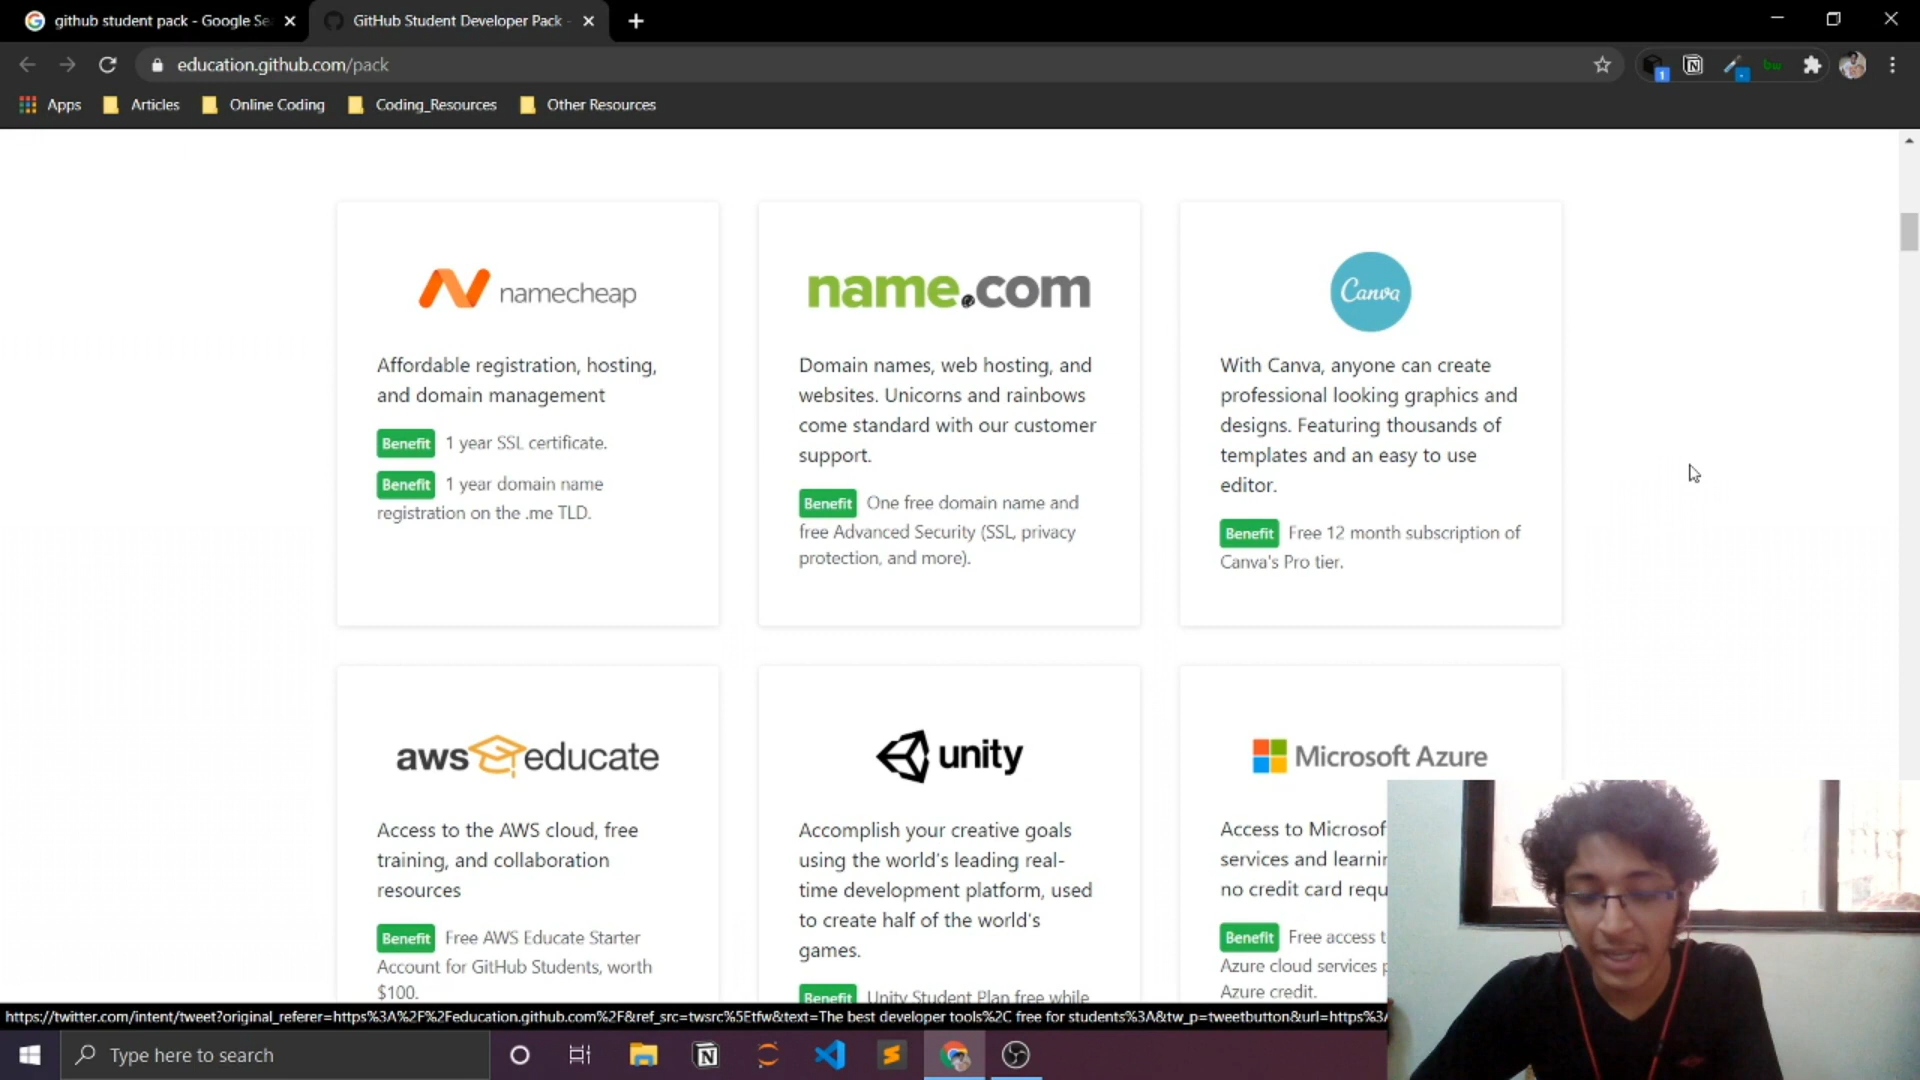 github student pack - Google Se
GitHub Student Developer Pack -
education.github.com/pack
Apps
Articles
Online Coding
Coding_Resources
Other Resources
namecheap
Affordable registration, hosting,
and domain management
Benefit 1 year SSL certificate.
Benefit 1 year domain name
registration on the .me TLD.
name.com
Domain names, web hosting, and
websites. Unicorns and rainbows
come standard with our customer
support.
Benefit One free domain name and
free Advanced Security (SSL, privacy
protection, and more).
Canva
With Canva, anyone can create
professional looking graphics and
designs. Featuring thousands of
templates and an easy to use
editor.
Benefit Free 12 month subscription of
Canva's Pro tier.
aws educate
Access to the AWS cloud, free
training, and collaboration
resources
Benefit Free AWS Educate Starter
Account for GitHub Students, worth
$100.
unity
Accomplish your creative goals
using the world's leading real-
time development platform, used
to create half of the world's
games.
Benefit Unity Student Plan free while
Microsoft Azure
Access to Microsof
services and learnin
no credit card requ
Benefit Free access t
Azure cloud services p
Azure credit.
https://twitter.com/intent/tweet?original_referer=https%3A%2F%2Feducation.github.com%2F&ref_src=twsrc%5Etfw&text=The best developer tools%2C free for students%3A&tw_p=tweetbutton&url=https%3A
Type here to search